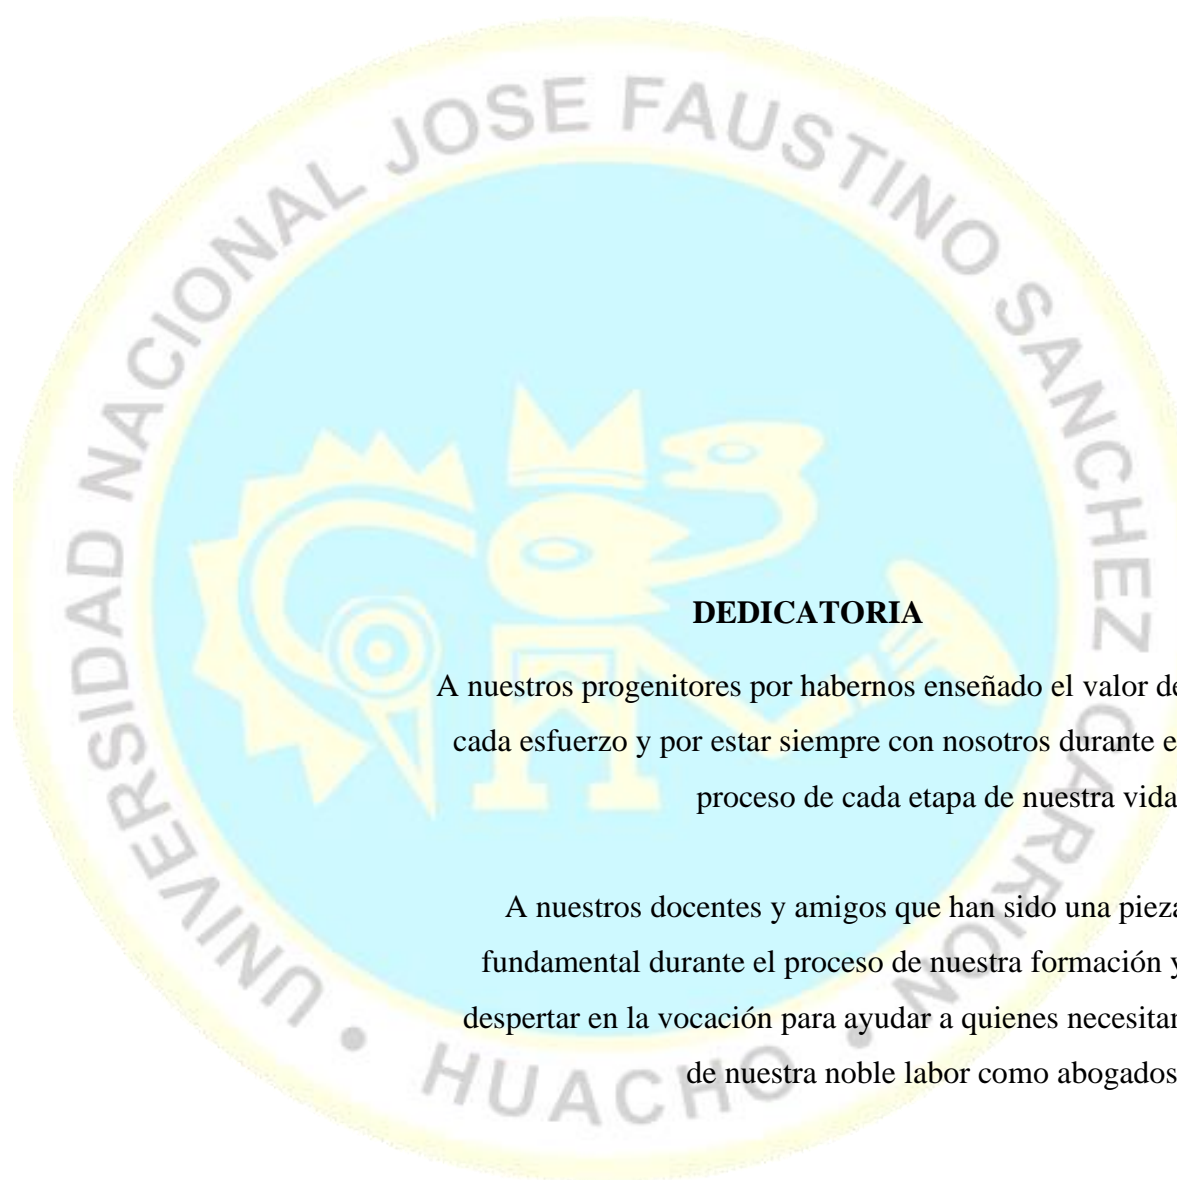 UNIVERSIDAD NACIONAL JOSE FAUSTINO SANCHEZ CARRION • HUACHO •
DEDICATORIA
A nuestros progenitores por habernos enseñado el valor de
cada esfuerzo y por estar siempre con nosotros durante e
proceso de cada etapa de nuestra vida
A nuestros docentes y amigos que han sido una pieza
fundamental durante el proceso de nuestra formación y
despertar en la vocación para ayudar a quienes necesitan
de nuestra noble labor como abogados